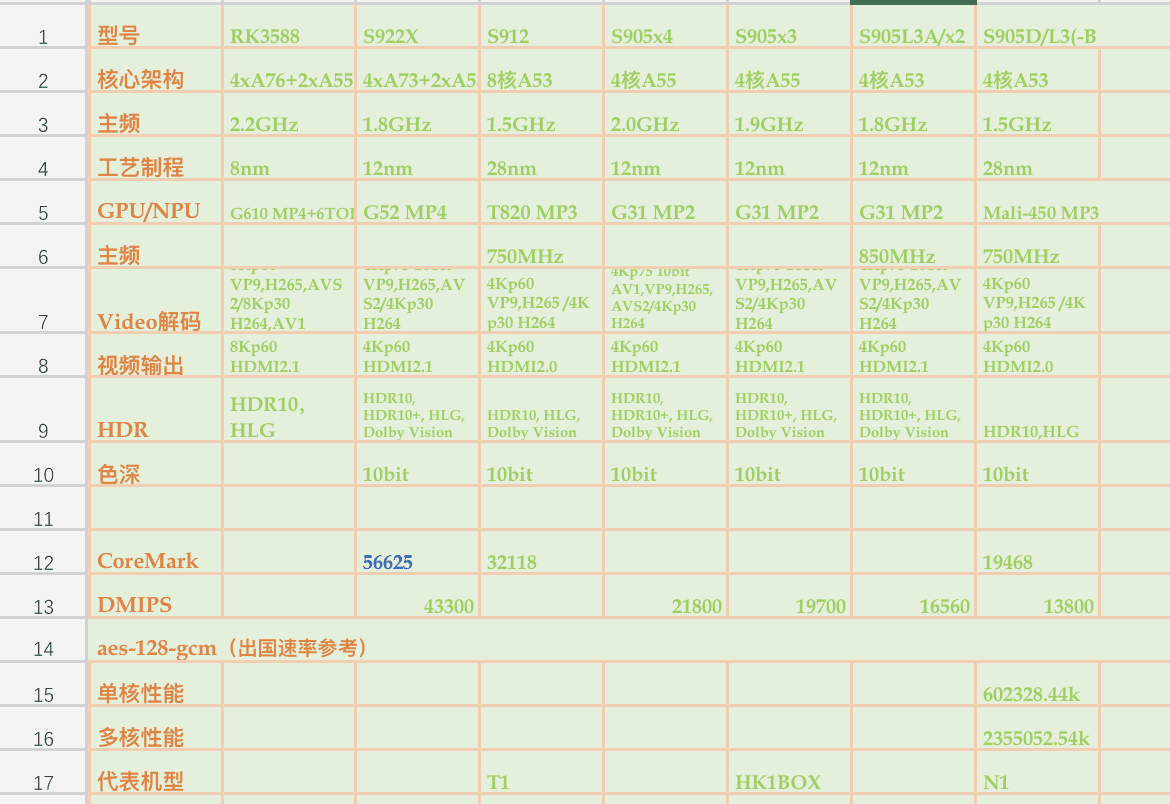 1 型号 RK3588 S922X S912 S905x4 S905x3 S905L3A/x2 S905D/L3(-B
2 核心架构 4xA76+2xA55 4xA73+2xA5 8核A53 4核A55 4核A55 4核A53 4核A53
3 主频 2.2GHz 1.8GHz 1.5GHz 2.0GHz 1.9GHz 1.8GHz 1.5GHz
4 工艺制程 8nm 12nm 28nm 12nm 12nm 12nm 28nm
5 GPU/NPU G610 MP4+6TO G52 MP4 T820 MP3 G31 MP2 G31 MP2 G31 MP2 Mali-450 MP3
6 主频 750MHz 850MHz 750MHz
7 Video解码
VP9,H265,AVS
2/8Kp30
H264,AV1
VP9,H265,AV
S2/4Kp30
H264
4Kp60
VP9,H265/4K
p30 H264
4Kp75 10bit
AV1,VP9,H265,
AVS2/4Kp30
H264
VP9,H265,AV
S2/4Kp30
H264
VP9,H265,AV
S2/4Kp30
H264
4Kp60
VP9,H265/4K
p30 H264
8 视频输出
8Kp60
HDMI2.1
4Kp60
HDMI2.1
4Kp60
HDMI2.0
4Kp60
HDMI2.1
4Kp60
HDMI2.1
4Kp60
HDMI2.1
4Kp60
HDMI2.0
9 HDR
HDR10,
HLG
HDR10,
HDR10+, HLG,
Dolby Vision
HDR10, HLG,
Dolby Vision
HDR10,
HDR10+, HLG,
Dolby Vision
HDR10,
HDR10+, HLG,
Dolby Vision
HDR10,
HDR10+, HLG,
Dolby Vision
HDR10,HLG
10 色深 10bit 10bit 10bit 10bit 10bit 10bit
11
12 CoreMark 56625 32118 19468
13 DMIPS 43300 21800 19700 16560 13800
14 aes-128-gcm（出国速率参考）
15 单核性能 602328.44k
16 多核性能 2355052.54k
17 代表机型 T1 HK1BOX N1